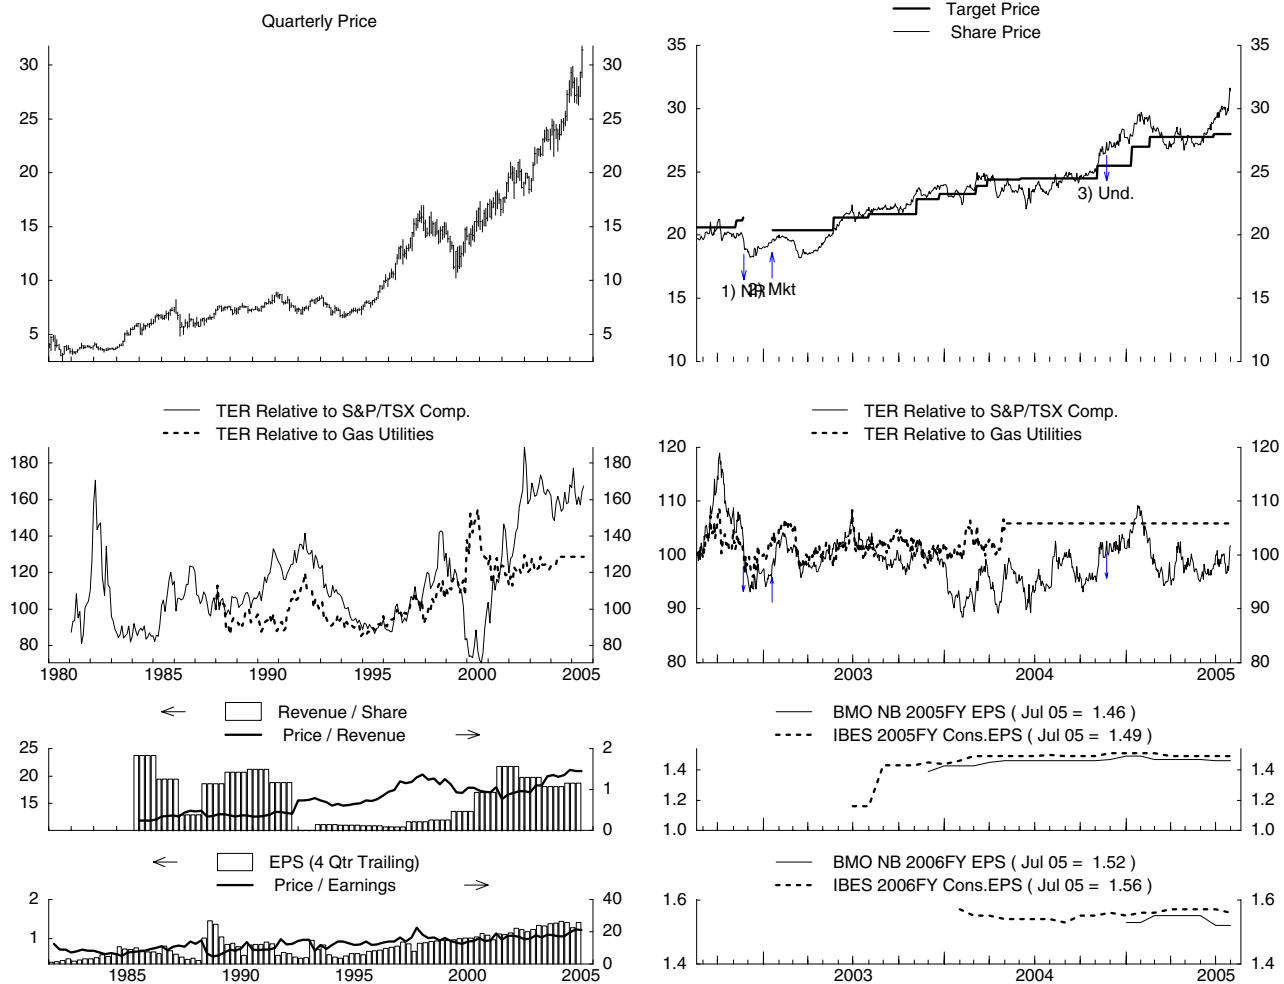 Quarterly Price
30 30
25 25
20 20
15 15
10 10
5 5
Target Price
Share Price
35 35
30 30
25 25
20 20
15 15
10 10
1) NR
2) Mkt
3) Und.
TER Relative to S&P/TSX Comp.
TER Relative to Gas Utilities
180 180
160 160
140 140
120 120
100 100
80 80
1980 1985 1990 1995 2000 2005
TER Relative to S&P/TSX Comp.
TER Relative to Gas Utilities
120 120
110 110
100 100
90 90
80 80
2003 2004 2005
Revenue / Share
Price / Revenue
25 2
20 1
15 0
BMO NB 2005FY EPS ( Jul 05 = 1.46 )
IBES 2005FY Cons.EPS ( Jul 05 = 1.49 )
1.4 1.4
1.2 1.2
1.0 1.0
EPS (4 Qtr Trailing)
Price / Earnings
2 40
1 20
0
1985 1990 1995 2000 2005
BMO NB 2006FY EPS ( Jul 05 = 1.52 )
IBES 2006FY Cons.EPS ( Jul 05 = 1.56 )
1.6 1.6
1.4 1.4
2003 2004 2005